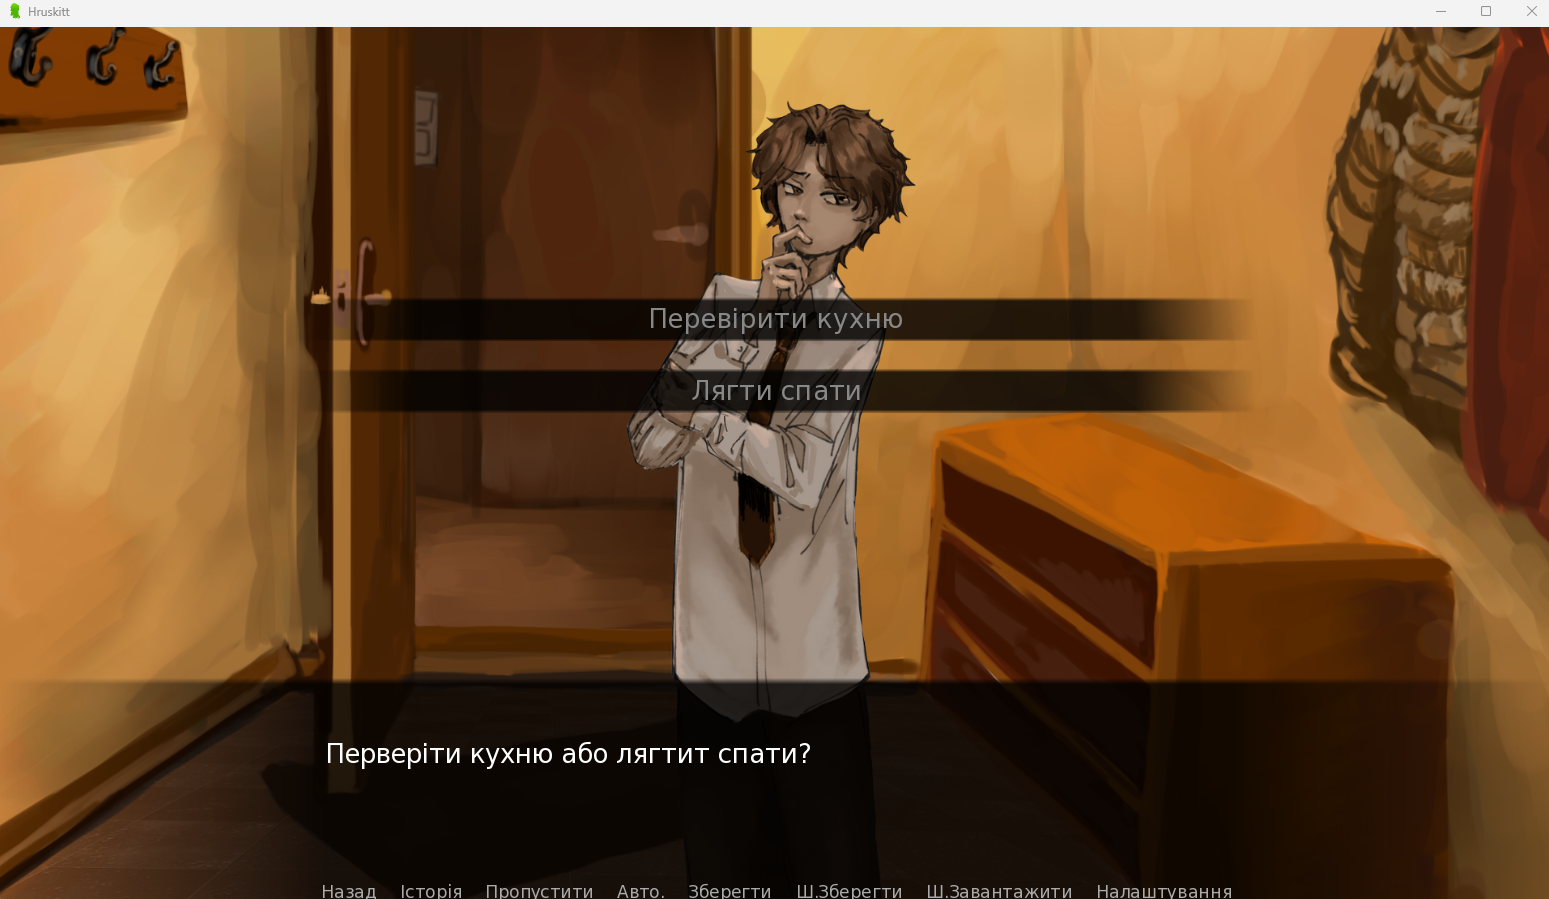 Hruskitt
Перевірити кухню
Лягти спати
Перверіти кухню або лягтит спати?
Назад Історія Пропустити Авто. Зберегти Ш.Зберегти Ш.Завантажити Налаштування